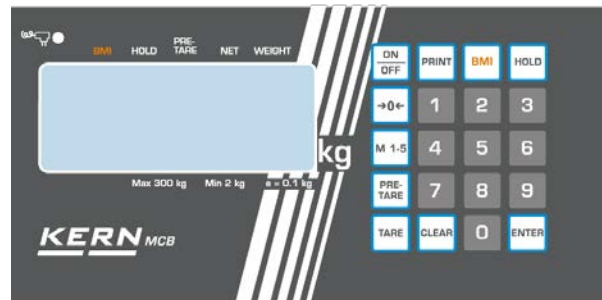 BMI HOLD PRE-TARE NET WEIGHT
kg
Max 300 kg Min 2 kg e = 0.1 kg
KERN MCB
ON OFF PRINT BMI HOLD
→0← 1 2 3
M 1-5 4 5 6
PRE-TARE 7 8 9
TARE CLEAR 0 ENTER